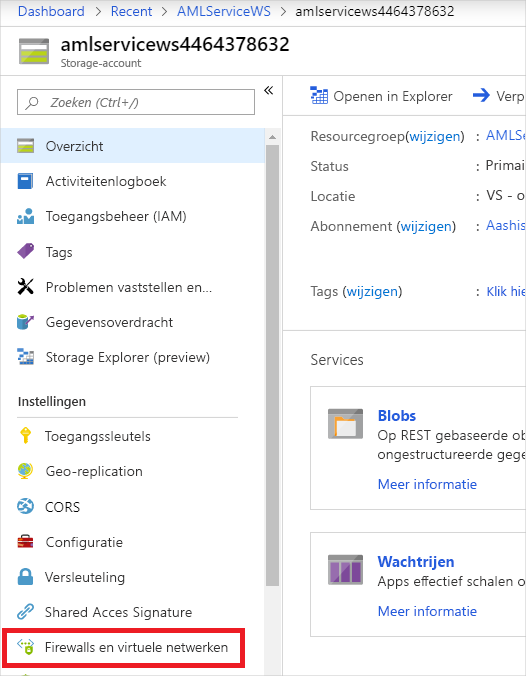 Dashboard > Recent > AMLServiceWS > amlservicews4464378632
amlservicews4464378632
Storage-account
Zoeken (Ctrl+/)
Overzicht
Activiteitenlogboek
Toegangsbeheer (IAM)
Tags
Problemen vaststellen en...
Gegevensoverdracht
Storage Explorer (preview)
Instellingen
Toegangssleutels
Geo-replication
CORS
Configuratie
Versleuteling
Shared Acces Signature
Firewalls en virtuele netwerken
Openen in Explorer Verp
Resourcegroep(wijzigen) : AMLSe
Status : Primai
Locatie : VS - o
Abonnement (wijzigen) : Aashis
Tags (wijzigen) : Klik hie
Services
Blobs
Op REST gebaseerde ob
ongestructureerde gege
Meer informatie
Wachtrijen
Apps effectief schalen o
Meer informatie